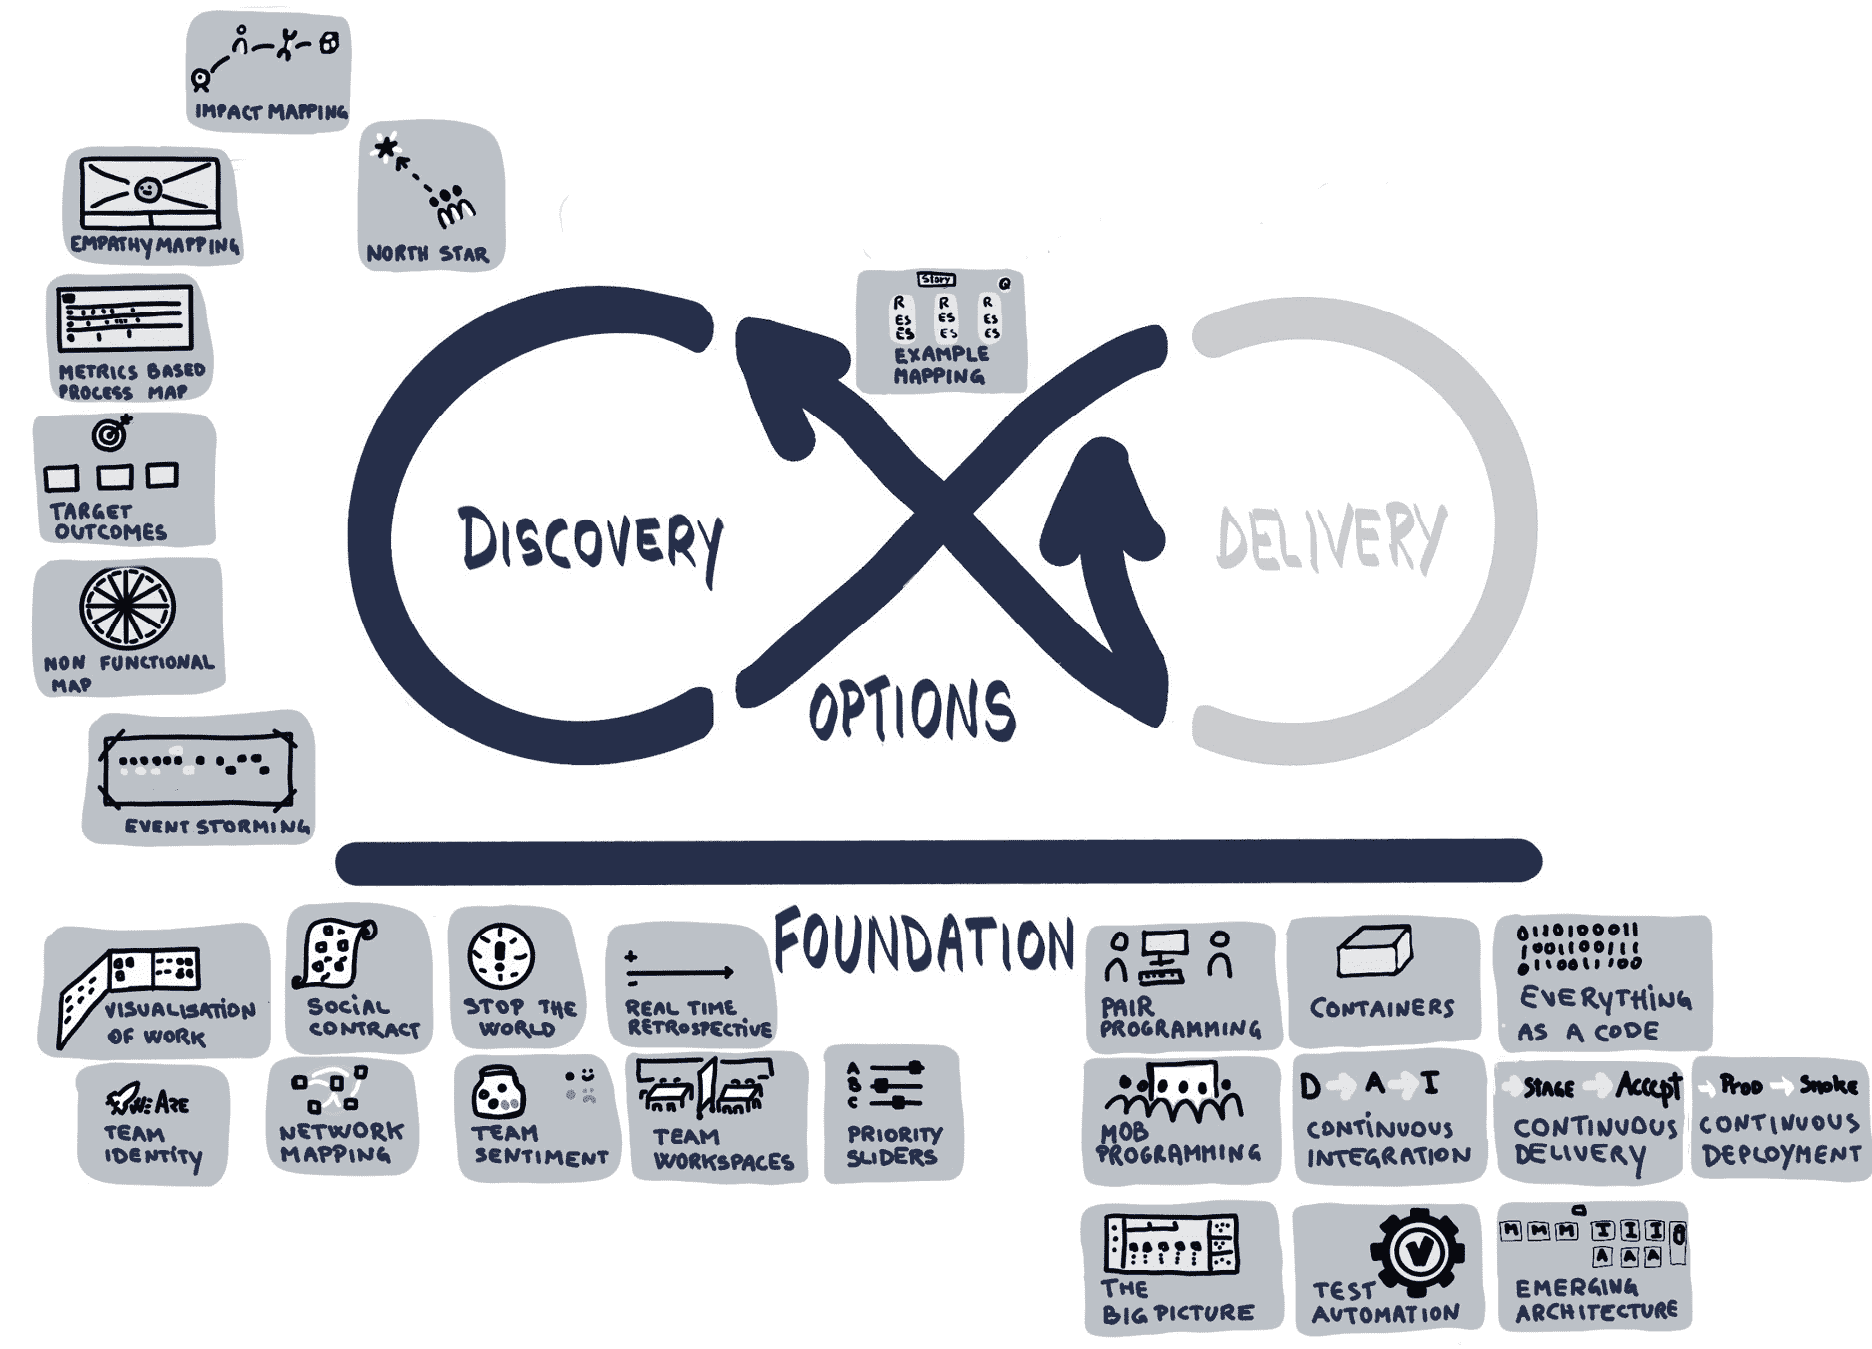 IMPACT MAPPING
EMPATHY MAPPING
NORTH STAR
METRICS BASED
PROCESS MAP
TARGET
OUTCOMES
NON FUNCTIONAL
MAP
EVENT STORMING
Story
Q
R R R
ES ES ES
ES ES ES
EXAMPLE
MAPPING
DISCOVERY
OPTIONS
DELIVERY
FOUNDATION
VISUALISATION
OF WORK
SOCIAL
CONTRACT
STOP THE
WORLD
+
-
REAL TIME
RETROSPECTIVE
WE ARE
TEAM
IDENTITY
NETWORK
MAPPING
TEAM
SENTIMENT
TEAM
WORKSPACES
A
B
C
PRIORITY
SLIDERS
PAIR
PROGRAMMING
CONTAINERS
0110100011
1001100111
0110011100
EVERYTHING
AS A CODE
MOB
PROGRAMMING
D A I
CONTINUOUS
INTEGRATION
STAGE Accept
CONTINUOUS
DELIVERY
PROD SMOKE
CONTINUOUS
DEPLOYMENT
THE
BIG PICTURE
V
TEST
AUTOMATION
M M M I I I
A A A
EMERGING
ARCHITECTURE